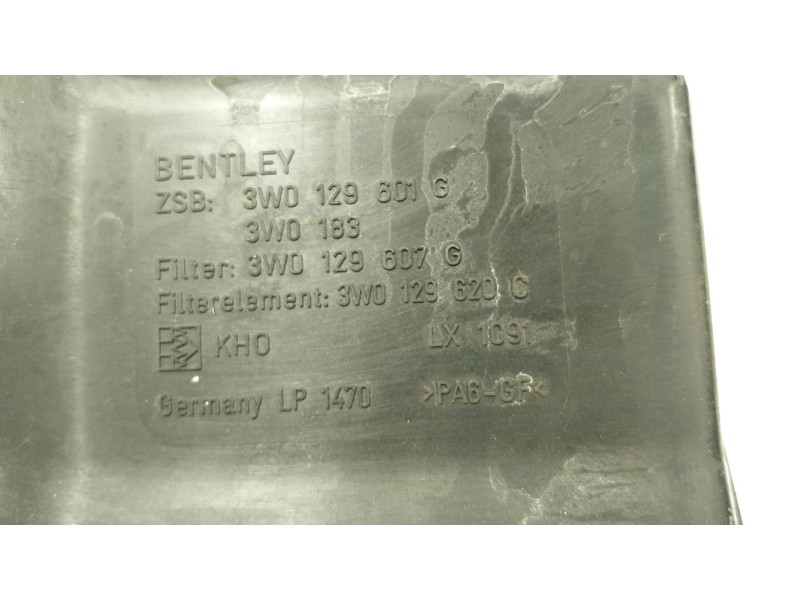 BENTLEY
ZSB: 3W0 129 601 G
3W0 183
Filter: 3W0 129 607 G
Filterelement: 3W0 129 620 C
KHO LX 1091
Germany LP 1470 >PA6-GF<